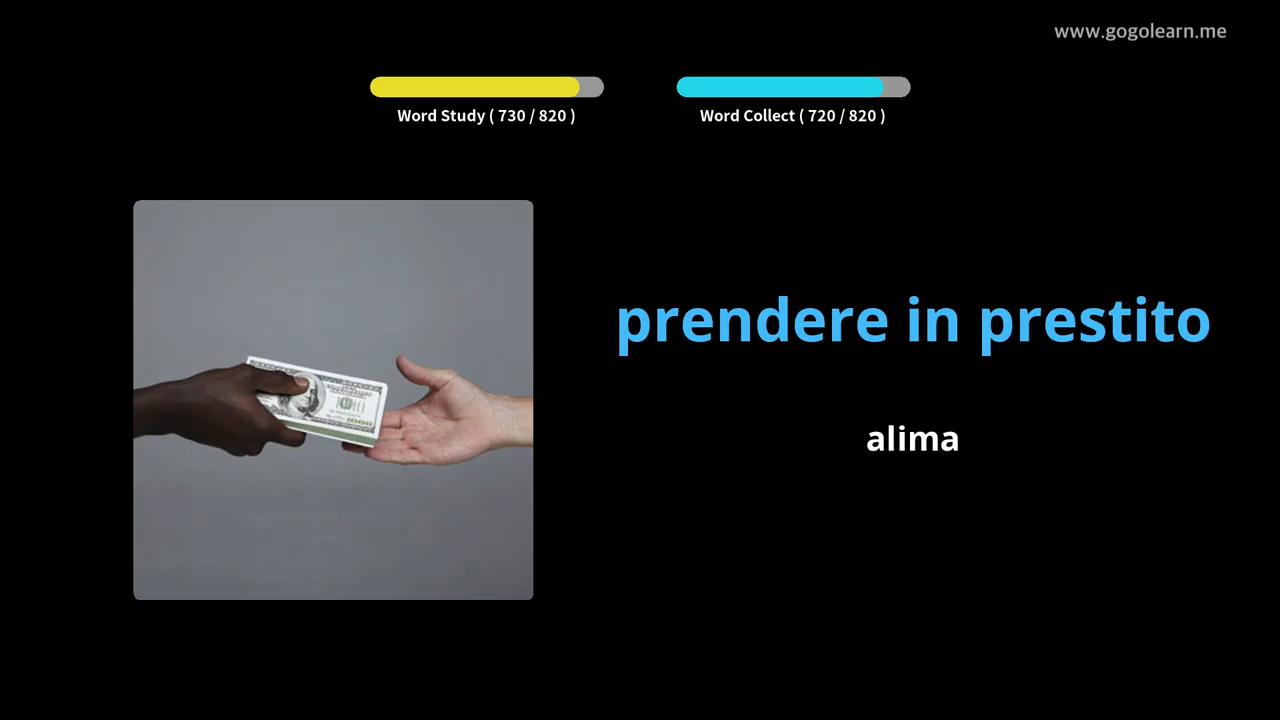 www.gogolearn.me
Word Study ( 730 / 820 )
Word Collect ( 720 / 820 )
prendere in prestito
alima